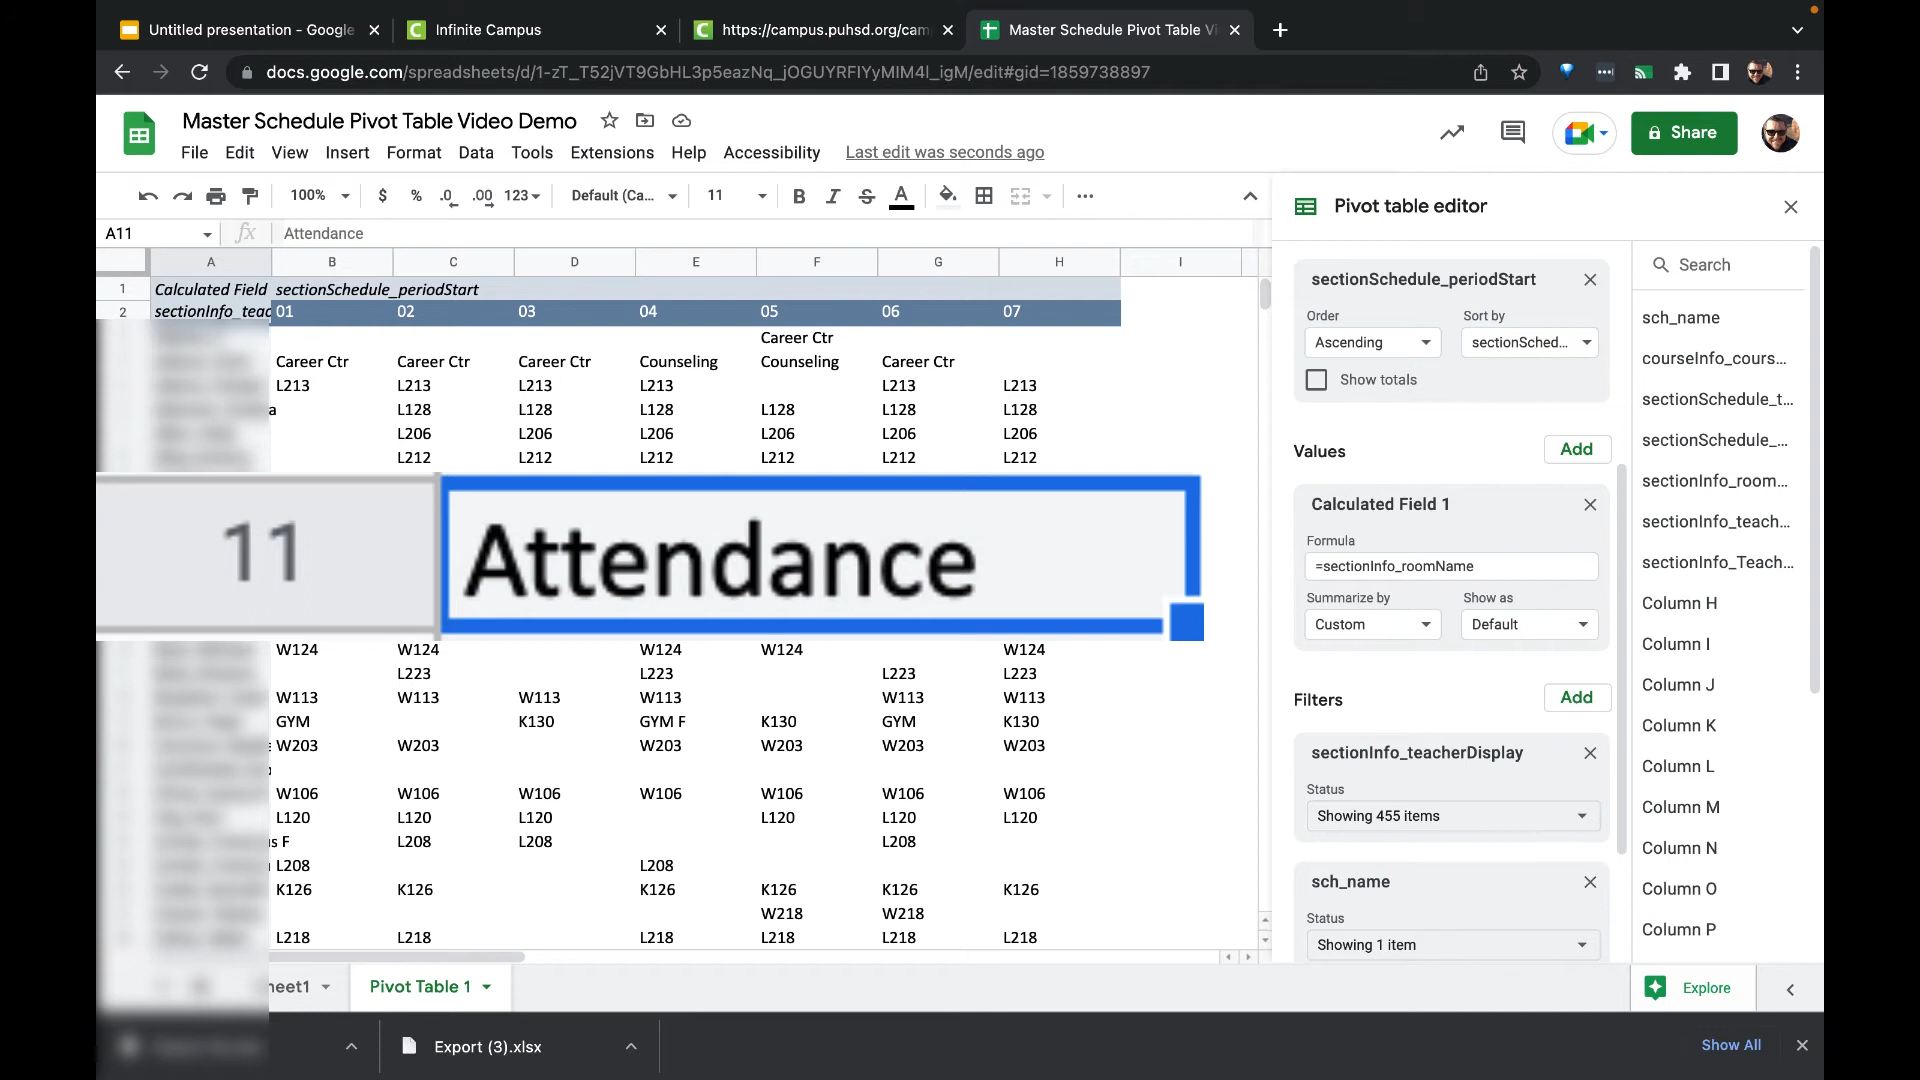 Untitled presentation - Google
Infinite Campus
https://campus.puhsd.org/cam
Master Schedule Pivot Table Vi
docs.google.com/spreadsheets/d/1-zT_T52jVT9GbHL3p5eazNq_jOGUYRFIYyMIM4l_igM/edit#gid=1859738897
Master Schedule Pivot Table Video Demo
File Edit View Insert Format Data Tools Extensions Help Accessibility Last edit was seconds ago
Share
100% $ % .0 .00 123 Default (Ca... 11 B I S A
Pivot table editor
A11 fx Attendance
A B C D E F G H I
1 Calculated Field sectionSchedule_periodStart
2 sectionInfo_teac 01 02 03 04 05 06 07
Career Ctr
Career Ctr Career Ctr Career Ctr Counseling Counseling Career Ctr
L213 L213 L213 L213 L213 L213
L128 L128 L128 L128 L128 L128
L206 L206 L206 L206 L206 L206
L212 L212 L212 L212 L212 L212
11 Attendance
W124 W124 W124 W124 W124
L223 L223 L223 L223
W113 W113 W113 W113 W113 W113
GYM K130 GYM F K130 GYM K130
W203 W203 W203 W203 W203 W203
W106 W106 W106 W106 W106 W106 W106
L120 L120 L120 L120 L120 L120
F L208 L208 L208
L208 L208
K126 K126 K126 K126 K126 K126
W218 W218
L218 L218 L218 L218 L218 L218
sectionSchedule_periodStart
Order Sort by
Ascending sectionSched...
Show totals
Values Add
Calculated Field 1
Formula
=sectionInfo_roomName
Summarize by Show as
Custom Default
Filters Add
sectionInfo_teacherDisplay
Status
Showing 455 items
sch_name
Status
Showing 1 item
Search
sch_name
courseInfo_cours...
sectionSchedule_t...
sectionSchedule_...
sectionInfo_room...
sectionInfo_teach...
sectionInfo_Teach...
Column H
Column I
Column J
Column K
Column L
Column M
Column N
Column O
Column P
heet1 Pivot Table 1
Explore
Export (3).xlsx
Show All